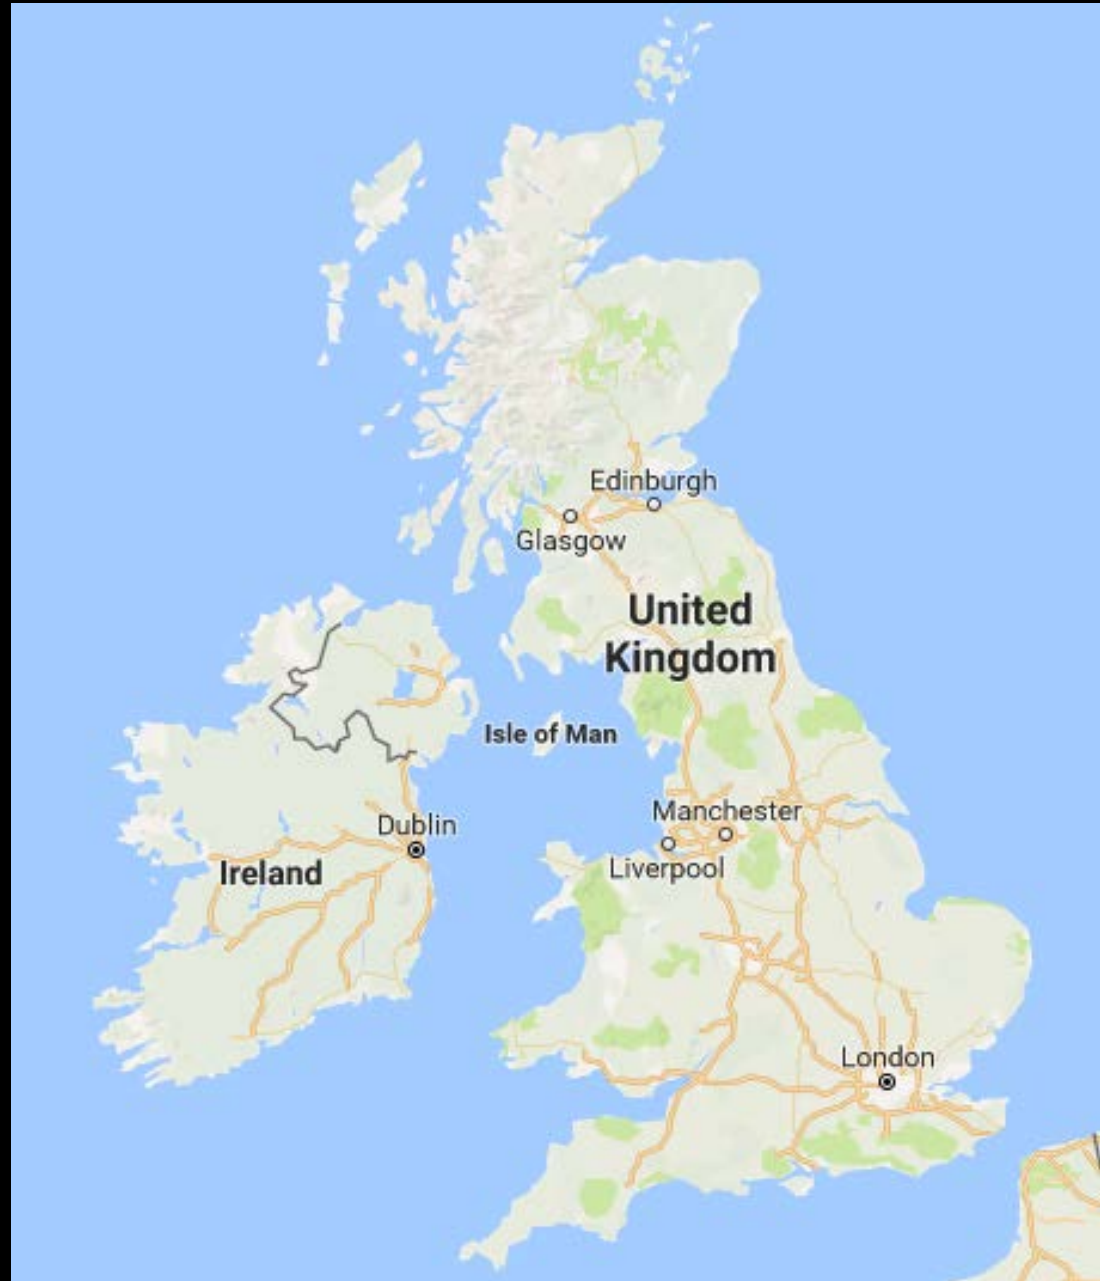 Edinburgh
Glasgow
United
Kingdom
Isle of Man
Manchester
Dublin
Liverpool
Ireland
London